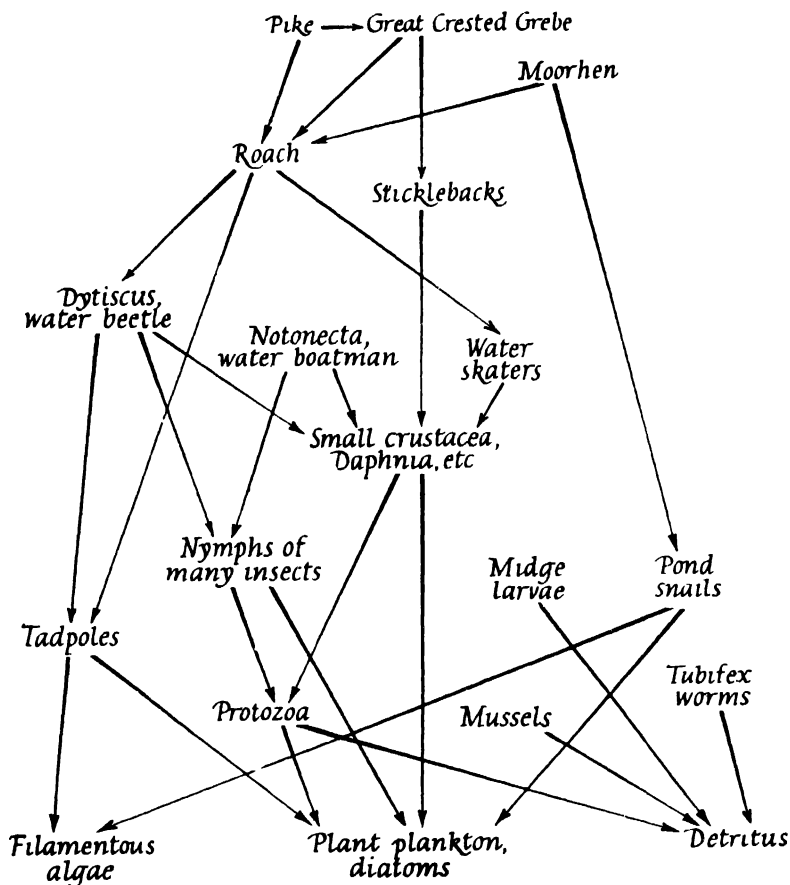 Pike
Great Crested Grebe
Moorhen
Roach
Sticklebacks
Dytiscus,
water beetle
Notonecta,
water boatman
Water
skaters
Small crustacea,
Daphnia, etc
Nymphs of
many insects
Midge
larvae
Pond
snails
Tadpoles
Tubifex
worms
Protozoa
Mussels
Filamentous
algae
Plant plankton,
diatoms
Detritus